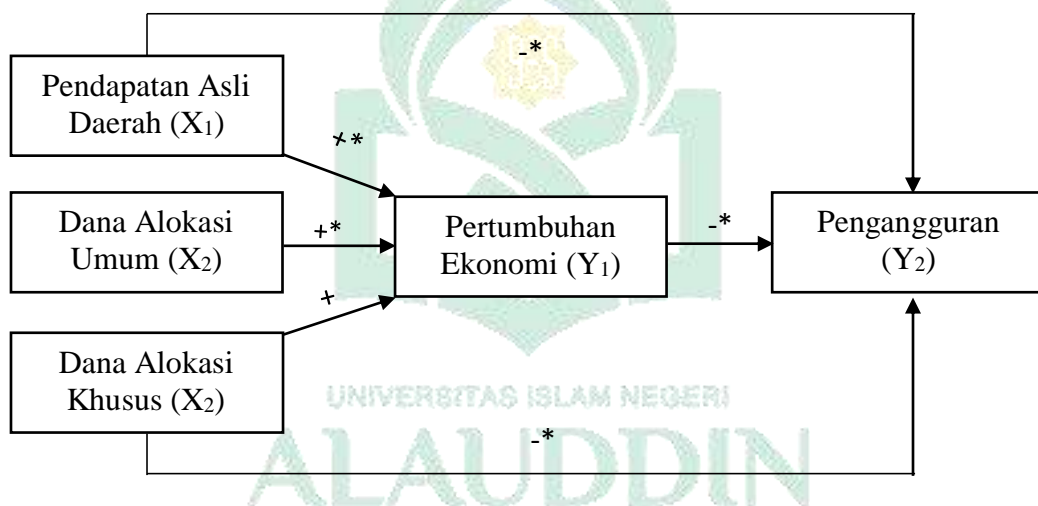 -*
Pendapatan Asli
Daerah (X₁)
+*
Dana Alokasi
Umum (X₂)
+*
Pertumbuhan
Ekonomi (Y₁)
-*
Pengangguran
(Y₂)
+
Dana Alokasi
Khusus (X₂)
UNIVERSITAS ISLAM NEGERI
-*
ALAUDDIN